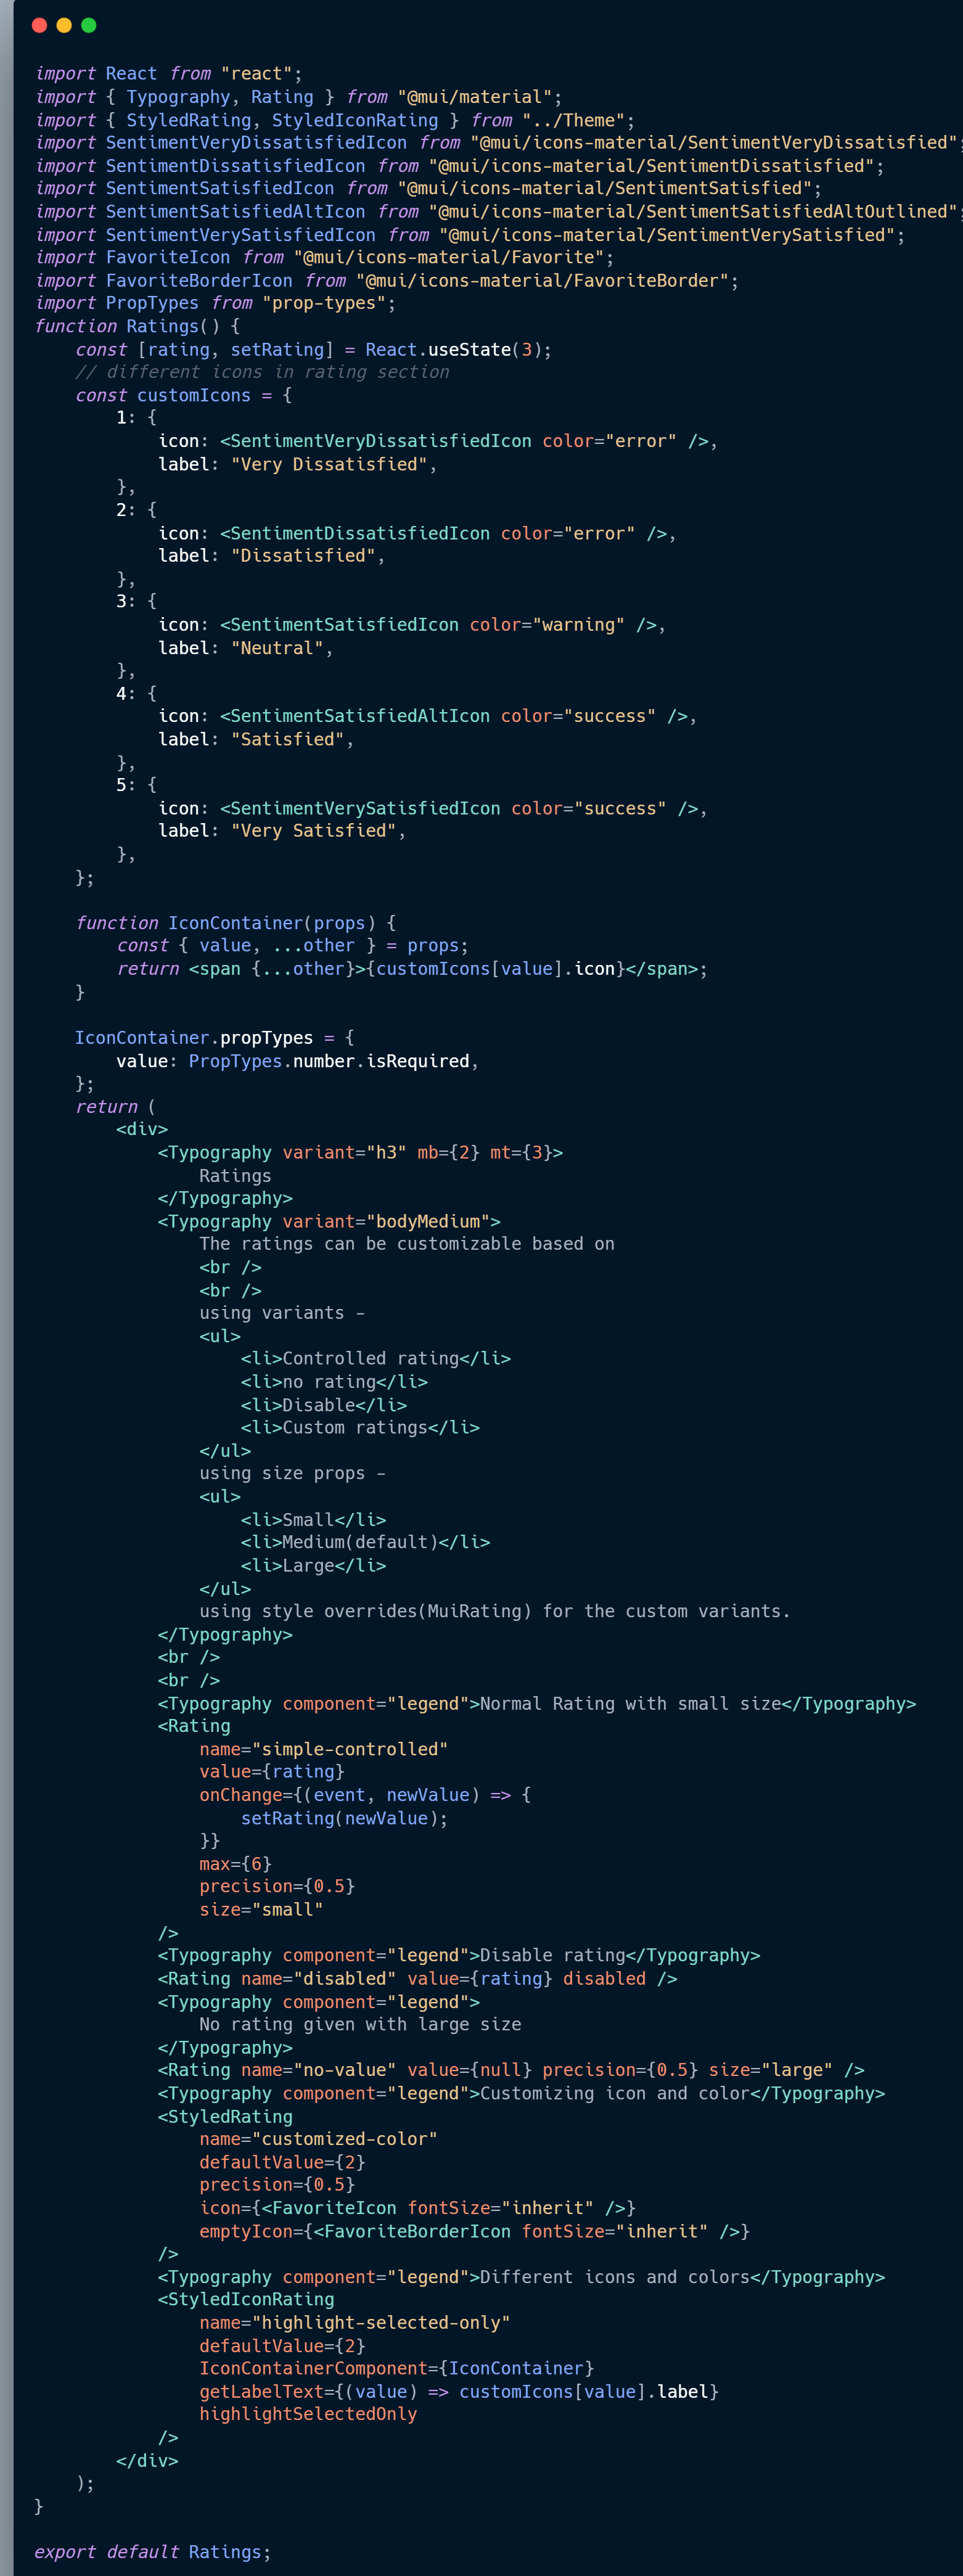 import React from "react";
import { Typography, Rating } from "@mui/material";
import { StyledRating, StyledIconRating } from "../Theme";
import SentimentVeryDissatisfiedIcon from "@mui/icons-material/SentimentVeryDissatisfied";
import SentimentDissatisfiedIcon from "@mui/icons-material/SentimentDissatisfied";
import SentimentSatisfiedIcon from "@mui/icons-material/SentimentSatisfied";
import SentimentSatisfiedAltIcon from "@mui/icons-material/SentimentSatisfiedAltOutlined";
import SentimentVerySatisfiedIcon from "@mui/icons-material/SentimentVerySatisfied";
import FavoriteIcon from "@mui/icons-material/Favorite";
import FavoriteBorderIcon from "@mui/icons-material/FavoriteBorder";
import PropTypes from "prop-types";
function Ratings() {
    const [rating, setRating] = React.useState(3);
    // different icons in rating section
    const customIcons = {
        1: {
            icon: <SentimentVeryDissatisfiedIcon color="error" />,
            label: "Very Dissatisfied",
        },
        2: {
            icon: <SentimentDissatisfiedIcon color="error" />,
            label: "Dissatisfied",
        },
        3: {
            icon: <SentimentSatisfiedIcon color="warning" />,
            label: "Neutral",
        },
        4: {
            icon: <SentimentSatisfiedAltIcon color="success" />,
            label: "Satisfied",
        },
        5: {
            icon: <SentimentVerySatisfiedIcon color="success" />,
            label: "Very Satisfied",
        },
    };

    function IconContainer(props) {
        const { value, ...other } = props;
        return <span {...other}>{customIcons[value].icon}</span>;
    }

    IconContainer.propTypes = {
        value: PropTypes.number.isRequired,
    };
    return (
        <div>
            <Typography variant="h3" mb={2} mt={3}>
                Ratings
            </Typography>
            <Typography variant="bodyMedium">
                The ratings can be customizable based on
                <br />
                <br />
                using variants -
                <ul>
                    <li>Controlled rating</li>
                    <li>no rating</li>
                    <li>Disable</li>
                    <li>Custom ratings</li>
                </ul>
                using size props -
                <ul>
                    <li>Small</li>
                    <li>Medium(default)</li>
                    <li>Large</li>
                </ul>
                using style overrides(MuiRating) for the custom variants.
            </Typography>
            <br />
            <br />
            <Typography component="legend">Normal Rating with small size</Typography>
            <Rating
                name="simple-controlled"
                value={rating}
                onChange={(event, newValue) => {
                    setRating(newValue);
                }}
                max={6}
                precision={0.5}
                size="small"
            />
            <Typography component="legend">Disable rating</Typography>
            <Rating name="disabled" value={rating} disabled />
            <Typography component="legend">
                No rating given with large size
            </Typography>
            <Rating name="no-value" value={null} precision={0.5} size="large" />
            <Typography component="legend">Customizing icon and color</Typography>
            <StyledRating
                name="customized-color"
                defaultValue={2}
                precision={0.5}
                icon={<FavoriteIcon fontSize="inherit" />}
                emptyIcon={<FavoriteBorderIcon fontSize="inherit" />}
            />
            <Typography component="legend">Different icons and colors</Typography>
            <StyledIconRating
                name="highlight-selected-only"
                defaultValue={2}
                IconContainerComponent={IconContainer}
                getLabelText={(value) => customIcons[value].label}
                highlightSelectedOnly
            />
        </div>
    );
}

export default Ratings;